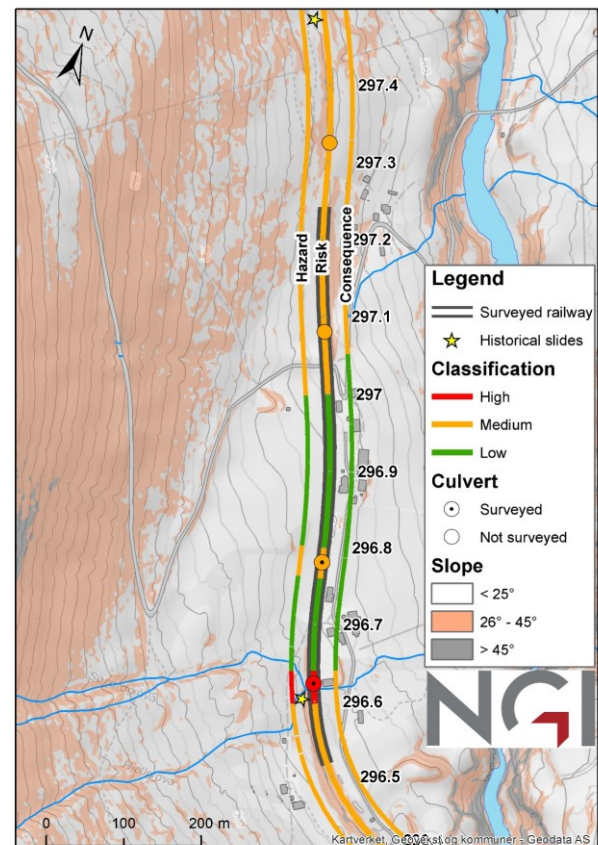 N
297.4
297.3
297.2
Hazard
Risk
Consequence
297.1
297
296.9
296.8
296.7
296.6
296.5
Legend
Surveyed railway
Historical slides
Classification
High
Medium
Low
Culvert
Surveyed
Not surveyed
Slope
< 25°
26° - 45°
> 45°
NGI
0 100 200 m
Kartverket, Geovekst og kommuner - Geodata AS